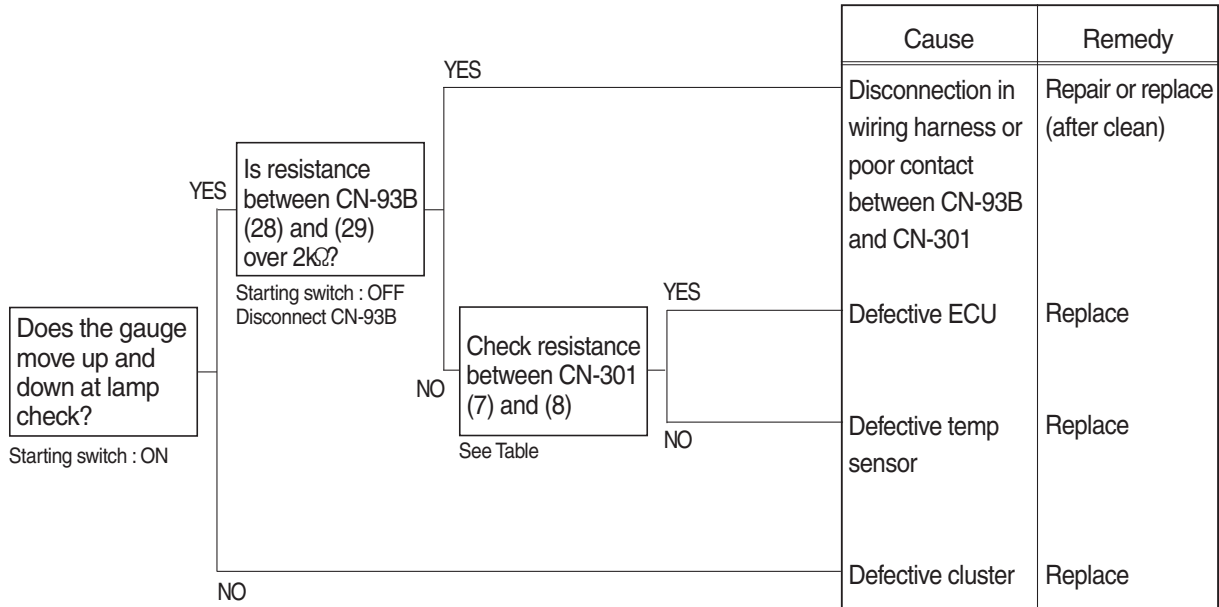 Cause Remedy
YES
Disconnection in
wiring harness or
poor contact
between CN-93B
and CN-301
Repair or replace
(after clean)
YES
Is resistance
between CN-93B
(28) and (29)
over 2kΩ?
Starting switch : OFF
Disconnect CN-93B
YES
Defective ECU
Replace
Does the gauge
move up and
down at lamp
check?
Starting switch : ON
NO
Check resistance
between CN-301
(7) and (8)
See Table
NO
Defective temp
sensor
Replace
NO
Defective cluster
Replace